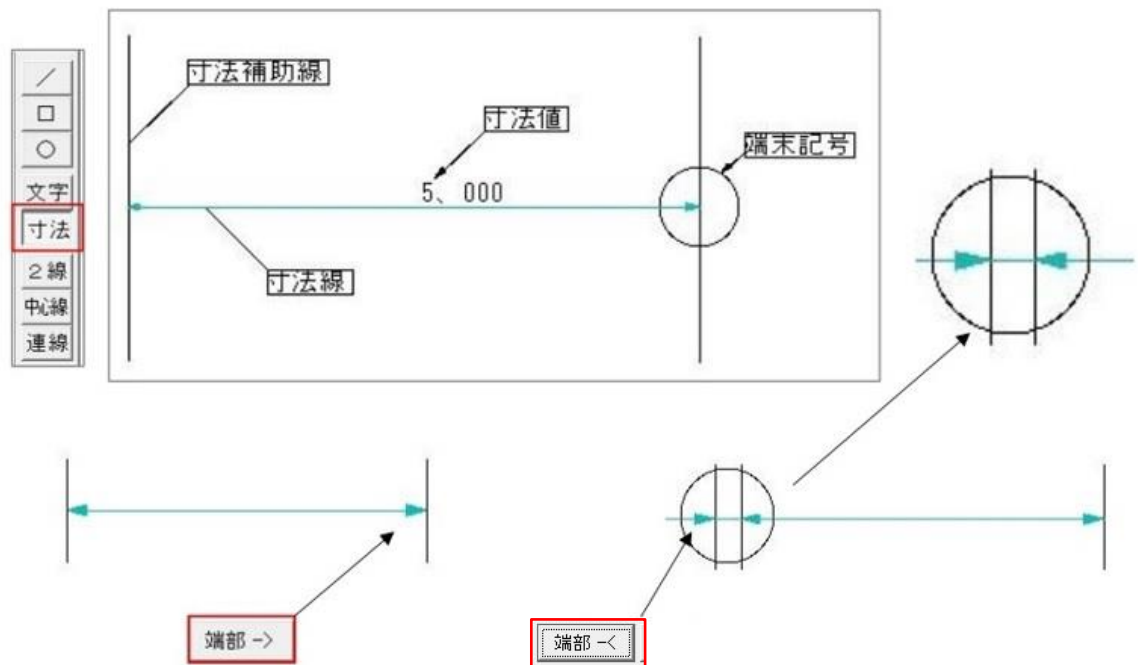 文字
寸法
２線
中心線
連線
寸法補助線
寸法値
端末記号
5、000
寸法線
端部 ->
端部 -<